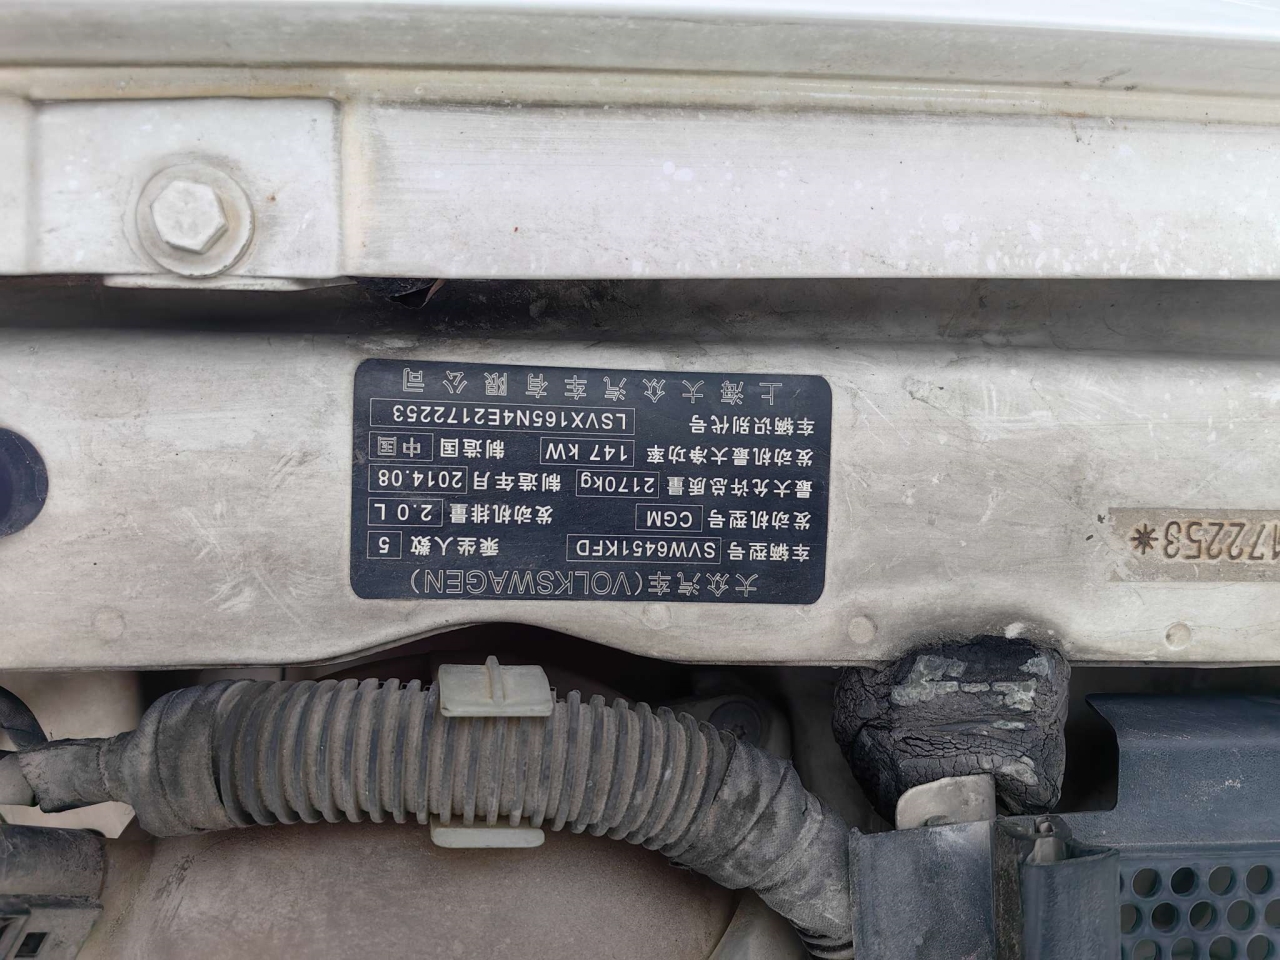 大众汽车(VOLKSWAGEN)
车辆型号 SVW6451KFD 乘坐人数 5
发动机型号 CGM 发动机排量 2.0 L
最大允许总质量 2170kg 制造年月 2014.08
发动机最大净功率 147 kW 制造国 中国
车辆识别代号 LSVX165N4E2172253
上海大众汽车有限公司
172253*